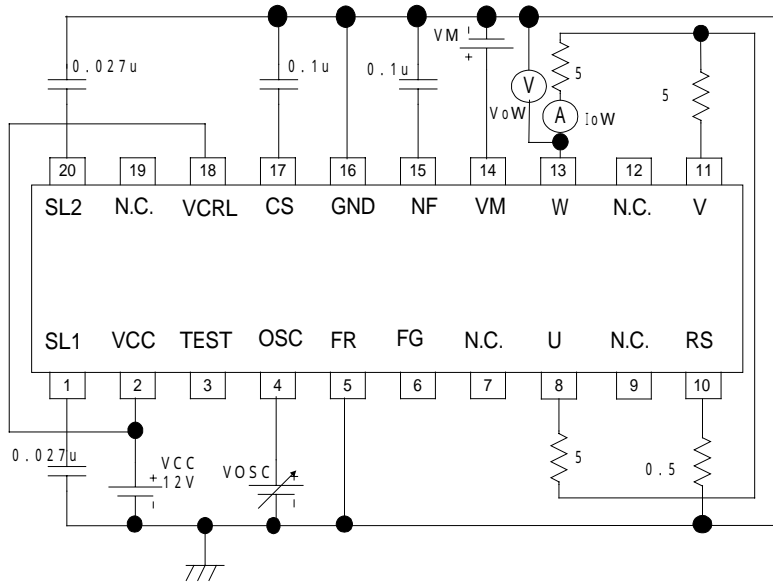 VM - +
0.027u 0.1u 0.1u 5 5
V VoW A IoW
20 19 18 17 16 15 14 13 12 11
SL2 N.C. VCRL CS GND NF VM W N.C. V
SL1 VCC TEST OSC FR FG N.C. U N.C. RS
1 2 3 4 5 6 7 8 9 10
0.027u + VCC 12V - VOSC + - 5 0.5